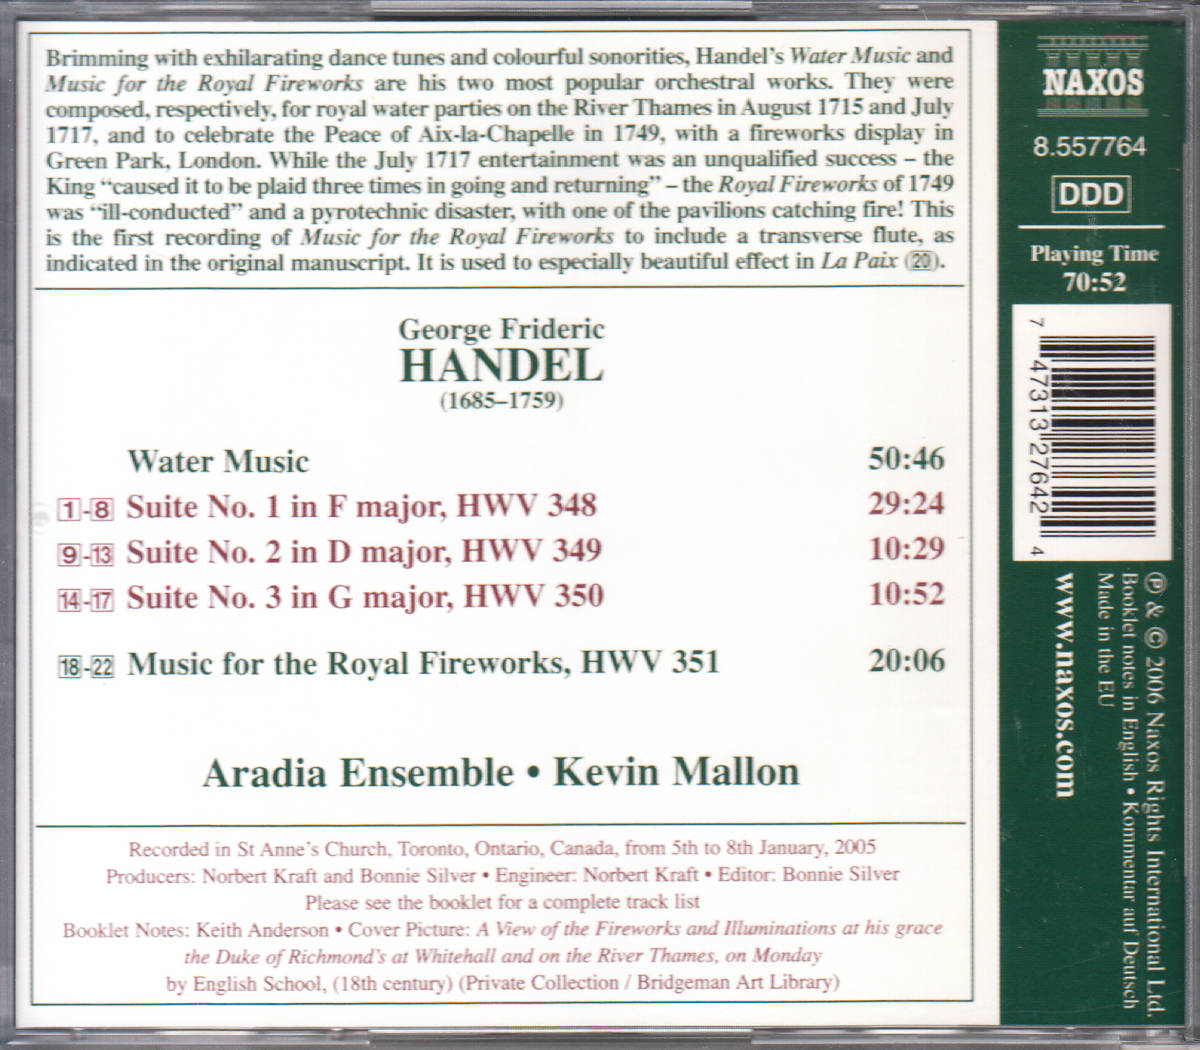 Brimming with exhilarating dance tunes and colourful sonorities, Handel's Water Music and
Music for the Royal Fireworks are his two most popular orchestral works. They were
composed, respectively, for royal water parties on the River Thames in August 1715 and July
1717, and to celebrate the Peace of Aix-la-Chapelle in 1749, with a fireworks display in
Green Park, London. While the July 1717 entertainment was an unqualified success – the
King “caused it to be plaid three times in going and returning” – the Royal Fireworks of 1749
was “ill-conducted” and a pyrotechnic disaster, with one of the pavilions catching fire! This
is the first recording of Music for the Royal Fireworks to include a transverse flute, as
indicated in the original manuscript. It is used to especially beautiful effect in La Paix (20).
George Frideric
HANDEL
(1685–1759)
Water Music 50:46
1-8 Suite No. 1 in F major, HWV 348 29:24
9-13 Suite No. 2 in D major, HWV 349 10:29
14-17 Suite No. 3 in G major, HWV 350 10:52
18-22 Music for the Royal Fireworks, HWV 351 20:06
Aradia Ensemble • Kevin Mallon
Recorded in St Anne's Church, Toronto, Ontario, Canada, from 5th to 8th January, 2005
Producers: Norbert Kraft and Bonnie Silver • Engineer: Norbert Kraft • Editor: Bonnie Silver
Please see the booklet for a complete track list
Booklet Notes: Keith Anderson • Cover Picture: A View of the Fireworks and Illuminations at his grace
the Duke of Richmond's at Whitehall and on the River Thames, on Monday
by English School, (18th century) (Private Collection / Bridgeman Art Library)
NAXOS
8.557764
DDD
Playing Time
70:52
7 47313 27642 4
℗ & © 2006 Naxos Rights International Ltd.
Booklet notes in English • Kommentar auf Deutsch
Made in the EU
www.naxos.com